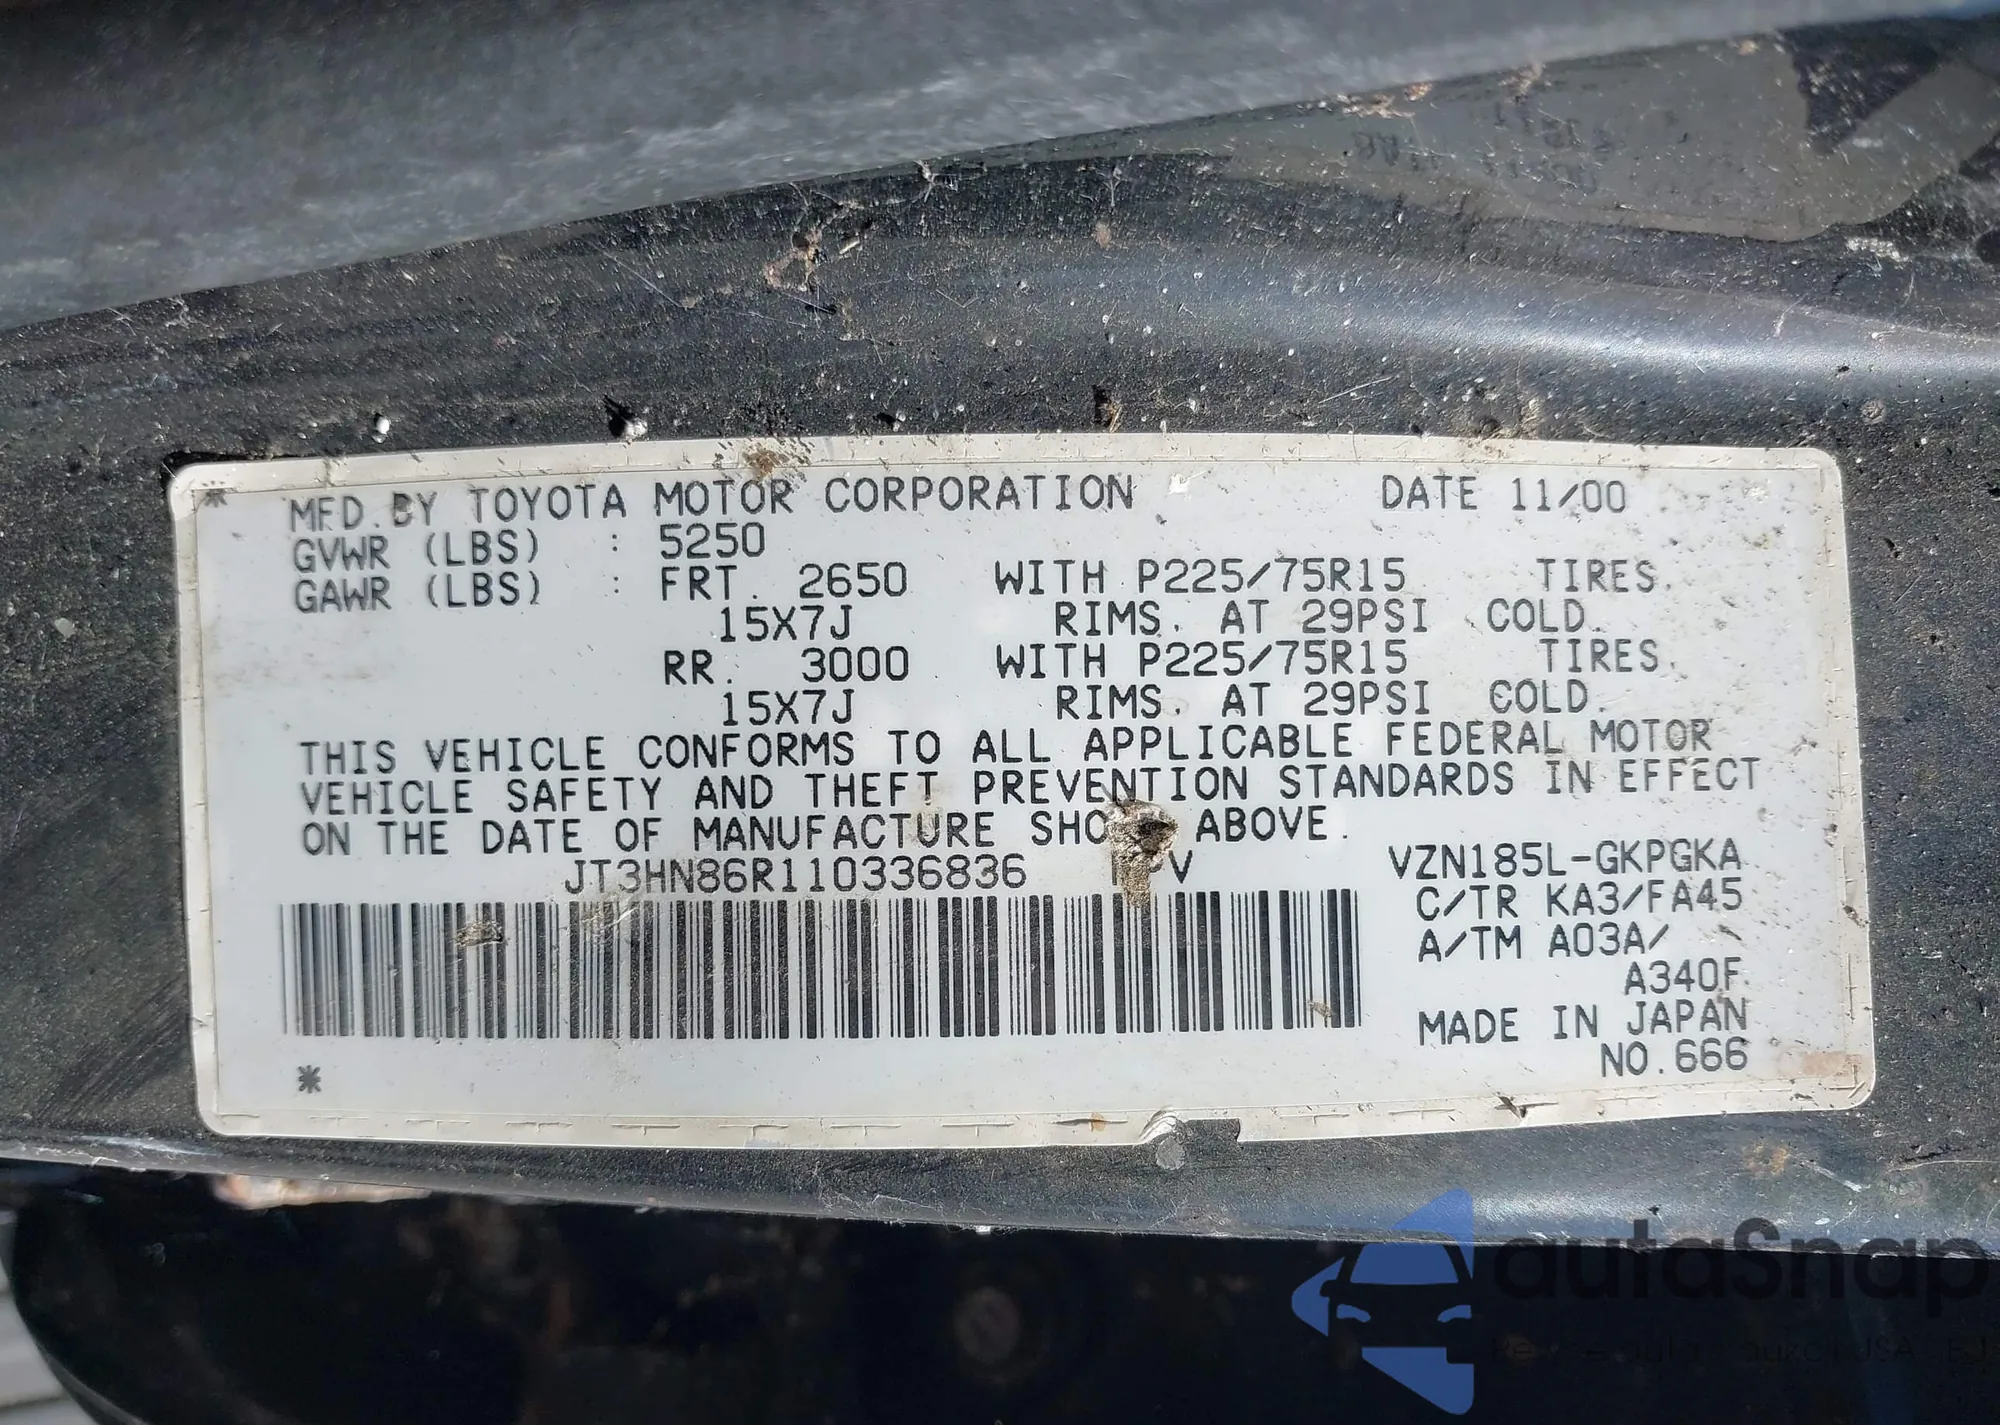 *
MFD. BY TOYOTA MOTOR CORPORATION DATE 11/00
GVWR (LBS) : 5250
GAWR (LBS) : FRT. 2650 WITH P225/75R15 TIRES.
15X7J RIMS. AT 29PSI COLD.
RR. 3000 WITH P225/75R15 TIRES.
15X7J RIMS. AT 29PSI COLD.
THIS VEHICLE CONFORMS TO ALL APPLICABLE FEDERAL MOTOR
VEHICLE SAFETY AND THEFT PREVENTION STANDARDS IN EFFECT
ON THE DATE OF MANUFACTURE ABOVE.
JT3HN86R110336836 VZN185L-GKPGKA
C/TR KA3/FA45
A/TM A03A/
A340F
MADE IN JAPAN
NO.666
*
autoSnap